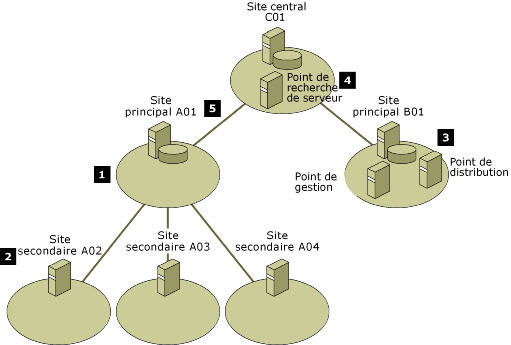 Site central
C01
Point de
recherche
de serveur
4
5
Site
principal A01
Site
principal B01
3
1
Point de
gestion
Point de
distribution
2
Site
secondaire A02
Site
secondaire A03
Site
secondaire A04